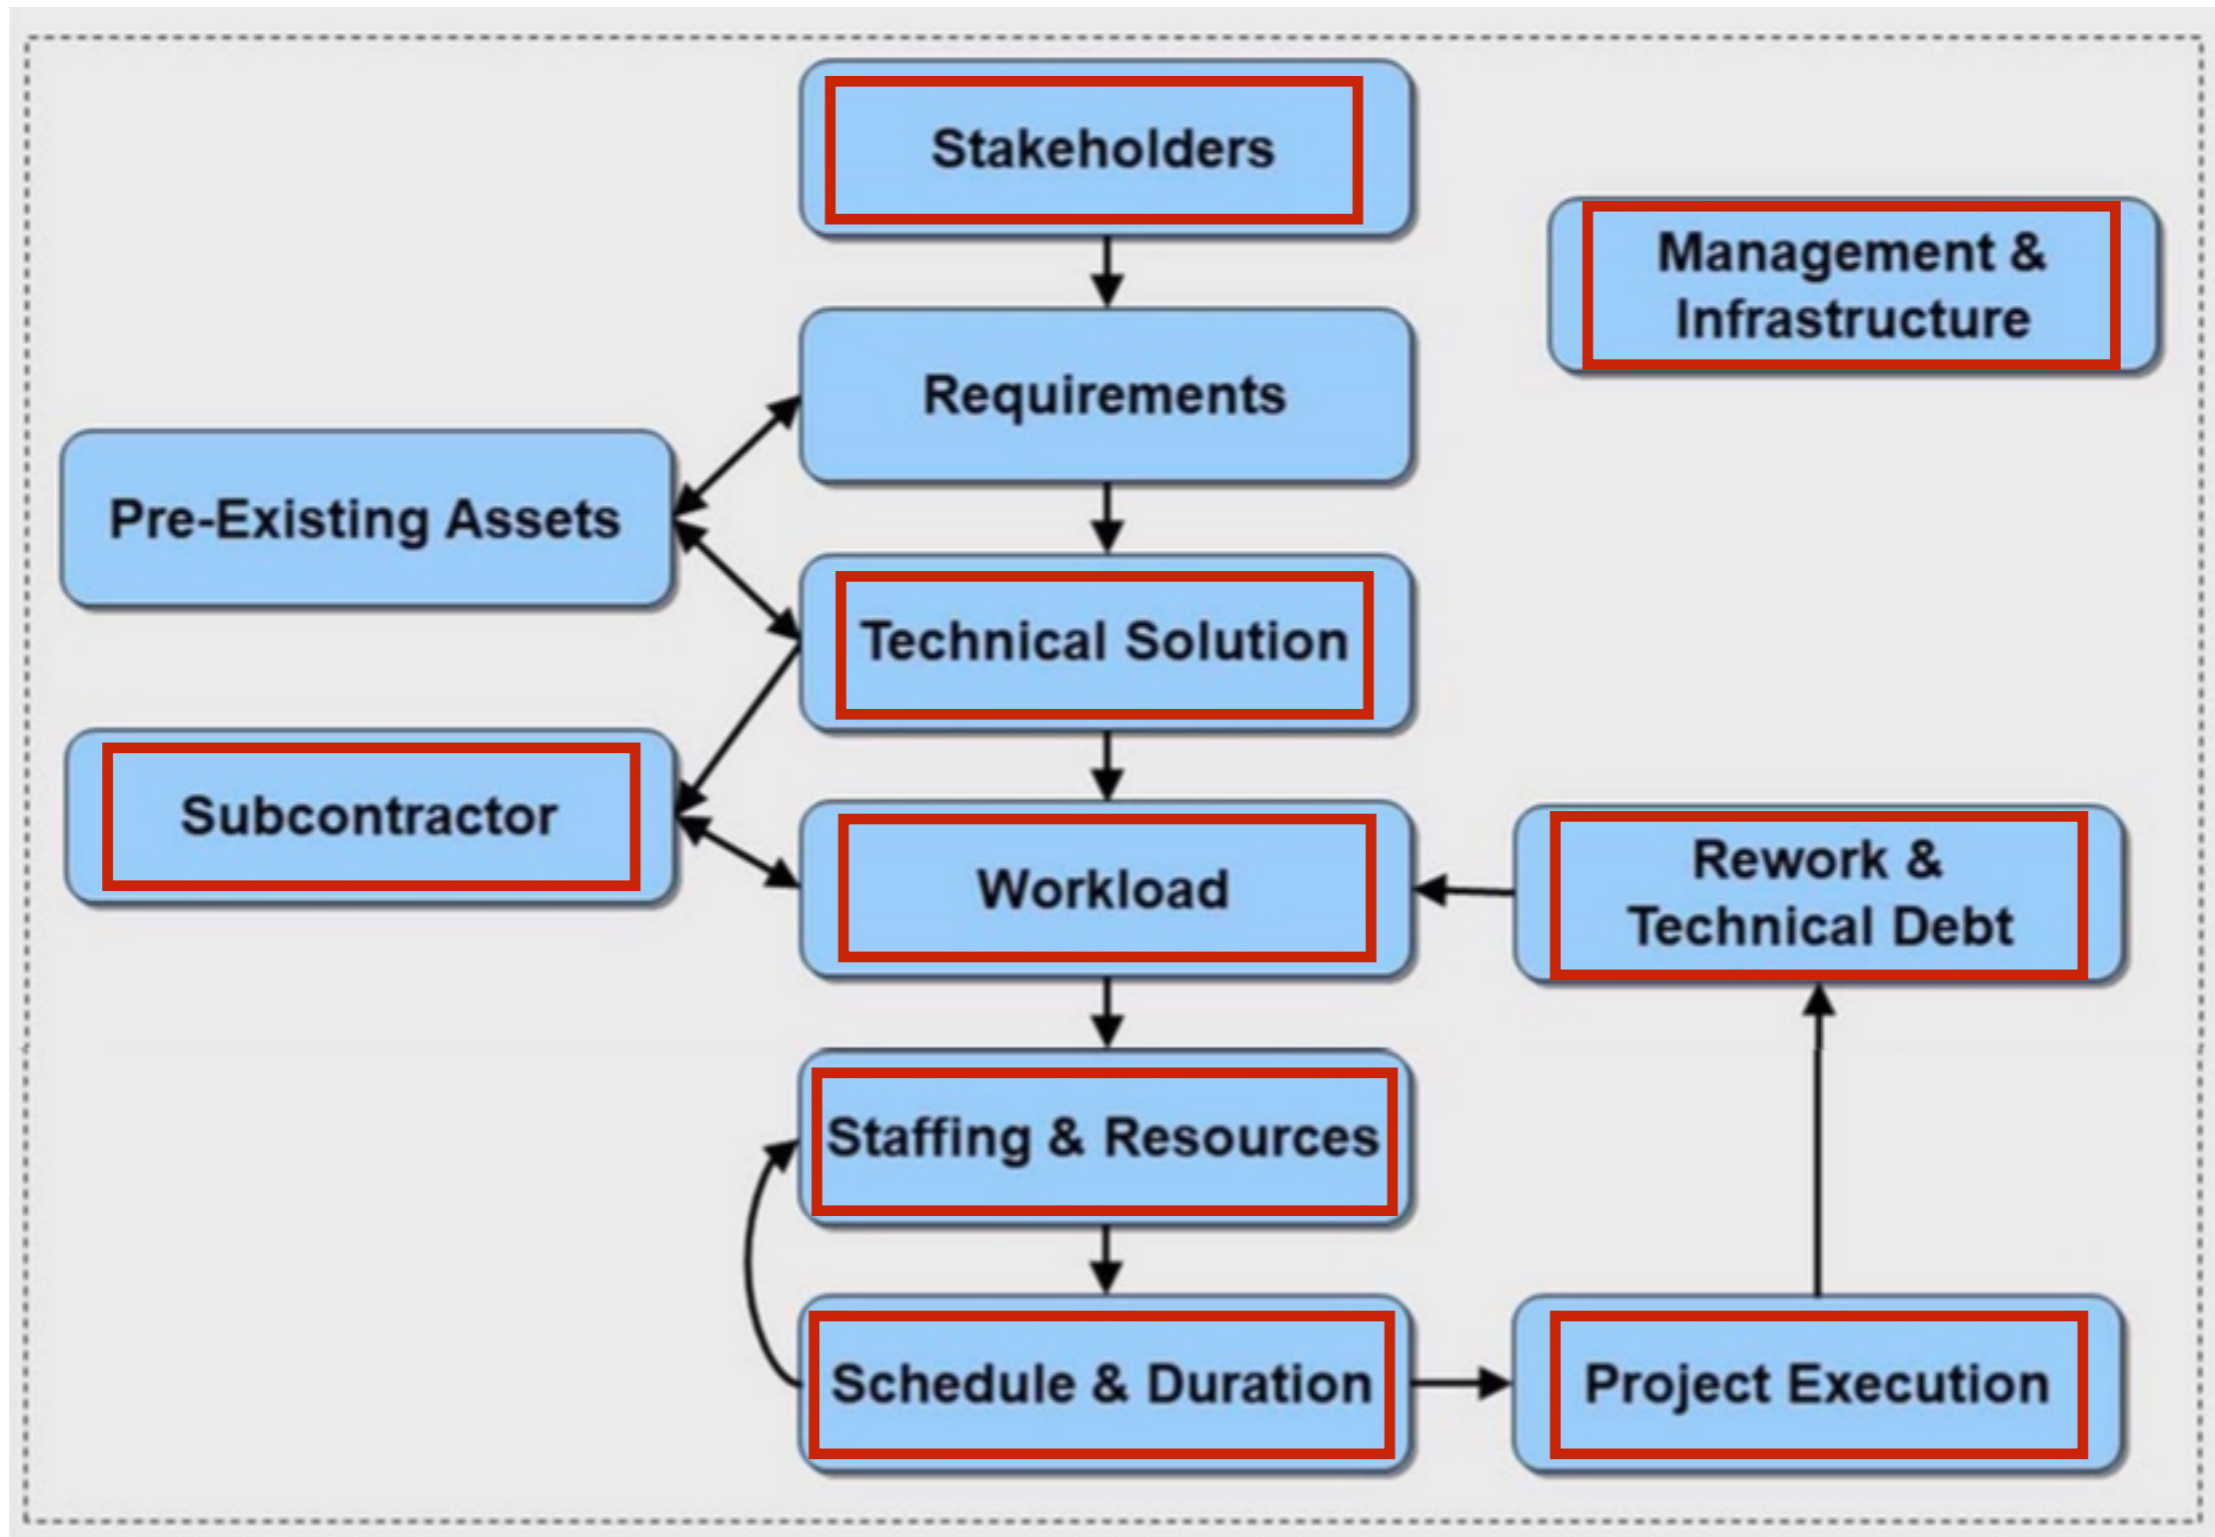 Stakeholders
Management &
Infrastructure
Requirements
Pre-Existing Assets
Technical Solution
Subcontractor
Workload
Rework &
Technical Debt
Staffing & Resources
Schedule & Duration
Project Execution